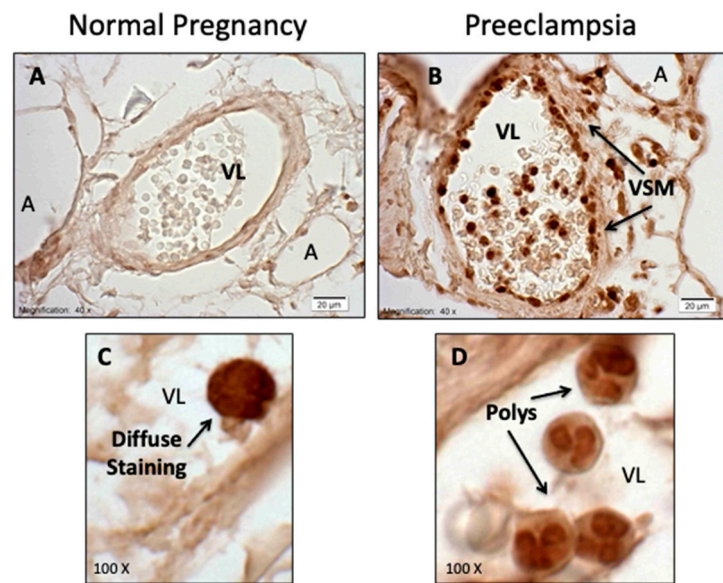 Normal Pregnancy
Preeclampsia
A
VL
A
A
Magnification: 40 x
20 µm
B
A
VL
VSM
Magnification: 40 x
20 µm
C
VL
Diffuse
Staining
100 X
D
Polys
VL
100 X